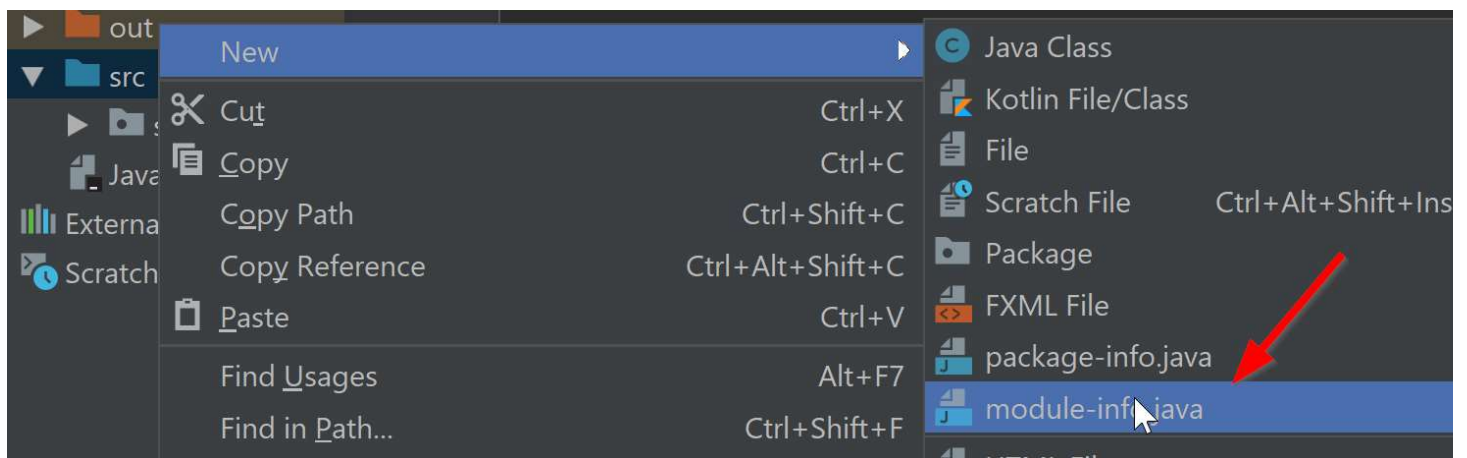 out
src
Java
Externa
Scratch
New
Cut Ctrl+X
Copy Ctrl+C
Copy Path Ctrl+Shift+C
Copy Reference Ctrl+Alt+Shift+C
Paste Ctrl+V
Find Usages Alt+F7
Find in Path... Ctrl+Shift+F
Java Class
Kotlin File/Class
File
Scratch File Ctrl+Alt+Shift+Ins
Package
FXML File
package-info.java
module-info.java